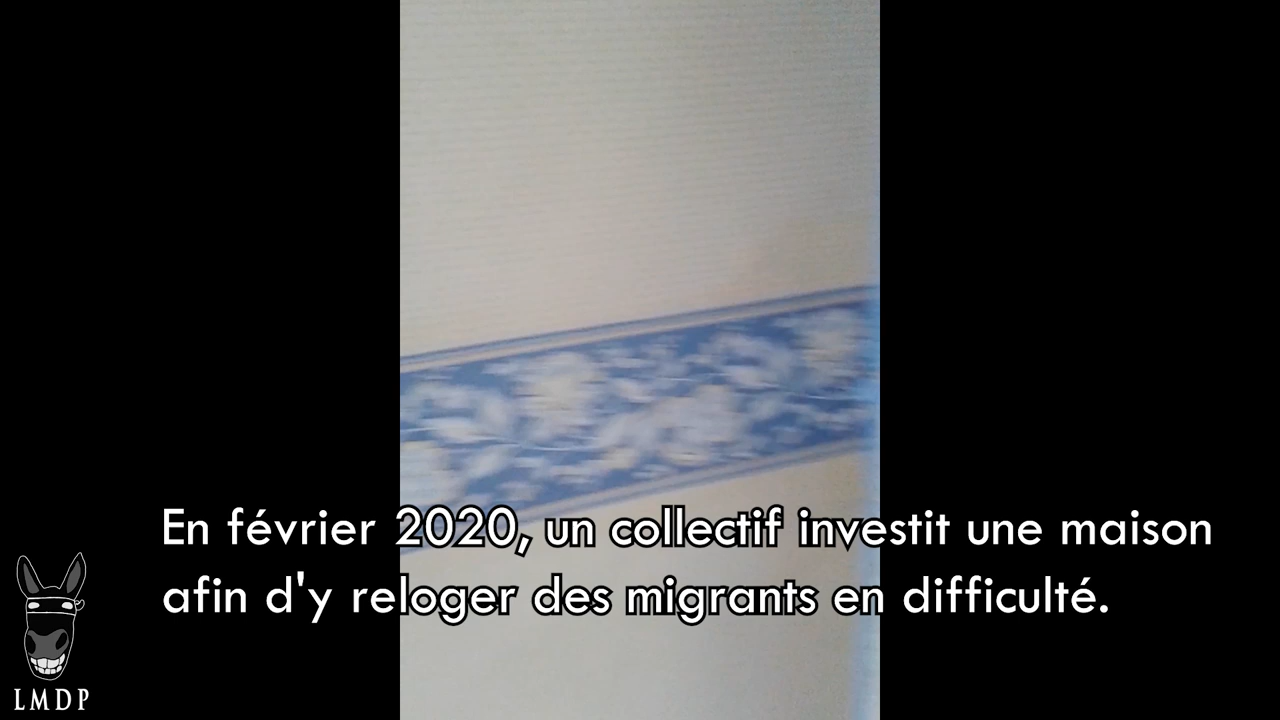 En février 2020, un collectif investit une maison
afin d'y reloger des migrants en difficulté.
LMDP